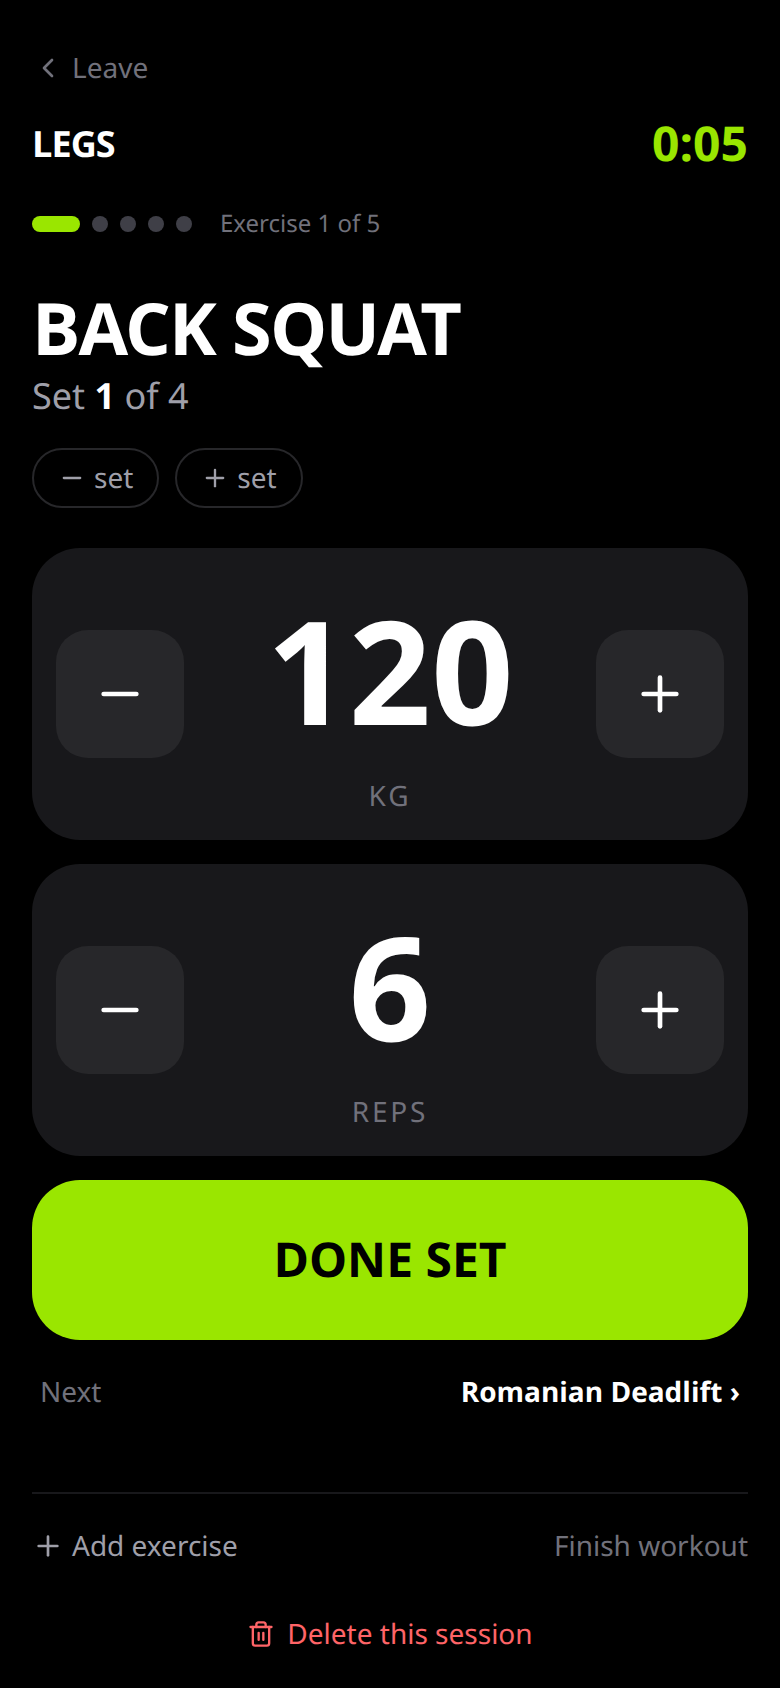 Leave
LEGS
0:05
Exercise 1 of 5
BACK SQUAT
Set 1 of 4
− set
+ set
120
KG
6
REPS
DONE SET
Next
Romanian Deadlift ›
+ Add exercise
Finish workout
Delete this session